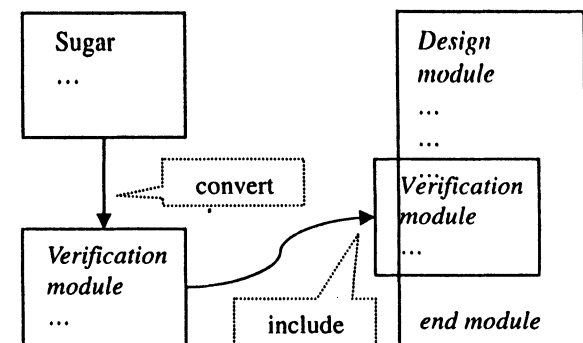 Sugar
...
convert
Verification
module
...
include
Design
module
...
...
...
Verification
module
...
end module